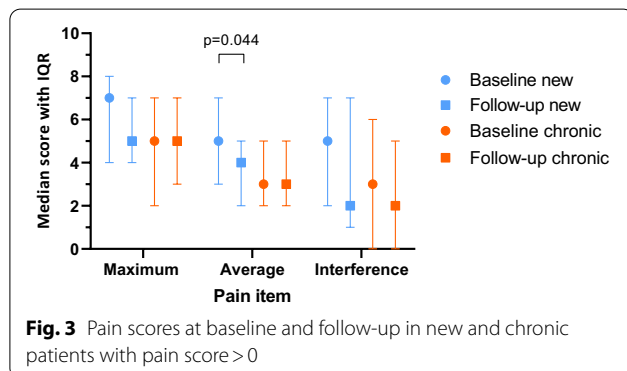 p=0.044
10
8
6
4
2
0
Median score with IQR
Maximum Average Interference
Pain item
Baseline new
Follow-up new
Baseline chronic
Follow-up chronic
Fig. 3 Pain scores at baseline and follow-up in new and chronic
patients with pain score > 0